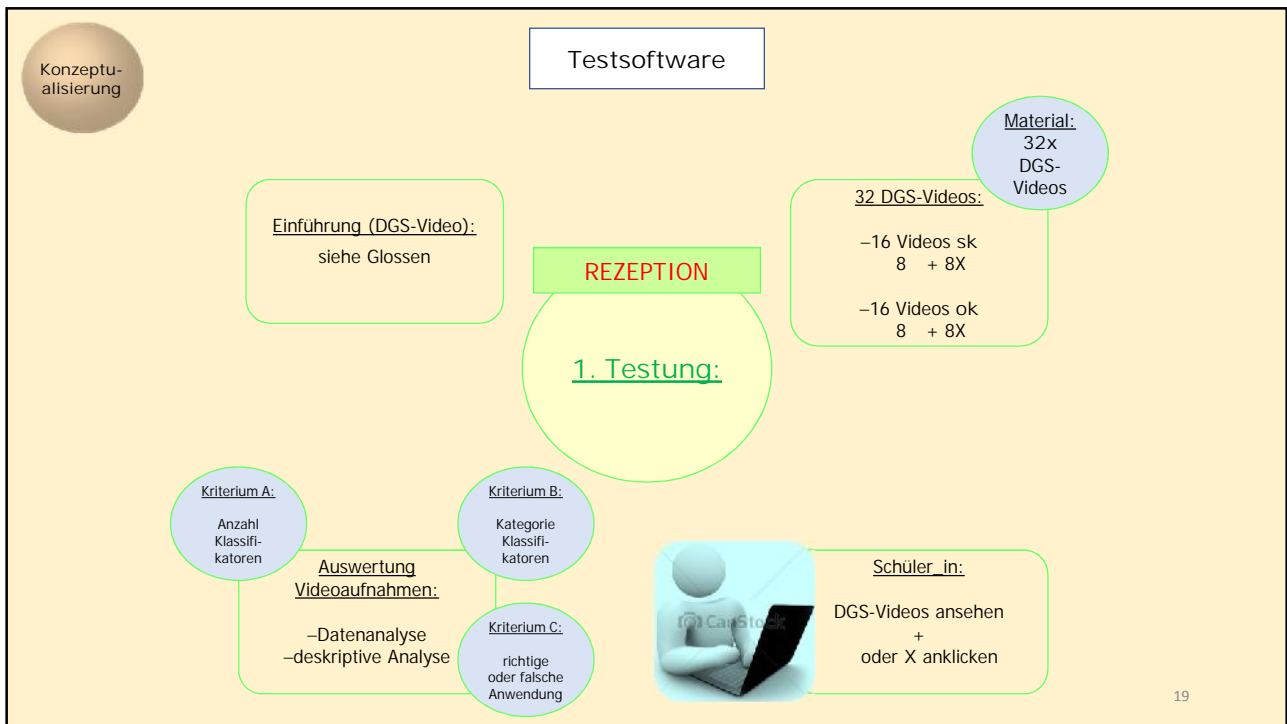 Konzeptu-
alisierung
Testsoftware
Material:
32x
DGS-
Videos
Einführung (DGS-Video):
siehe Glossen
32 DGS-Videos:
–16 Videos sk
8 + 8X
–16 Videos ok
8 + 8X
REZEPTION
1. Testung:
Kriterium A:
Anzahl
Klassifi-
katoren
Kriterium B:
Kategorie
Klassifi-
katoren
Auswertung
Videoaufnahmen:
–Datenanalyse
–deskriptive Analyse
Kriterium C:
richtige
oder falsche
Anwendung
CanStock
Schüler_in:
DGS-Videos ansehen
+
oder X anklicken
19